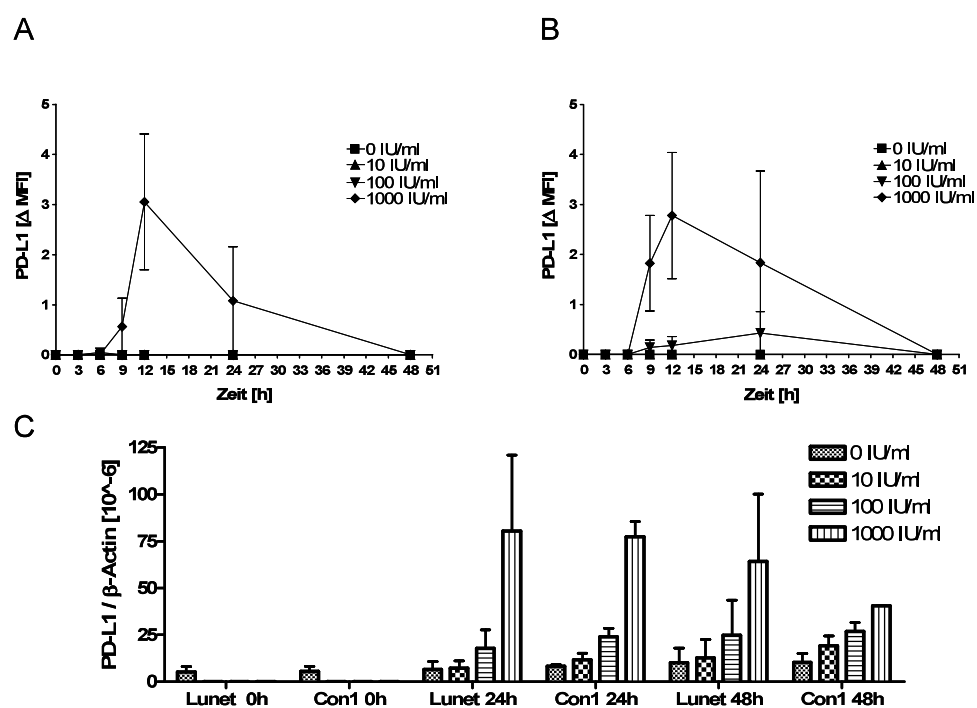 A
B
5
4
3
2
1
0
PD-L1 [Δ MFI]
0 IU/ml
10 IU/ml
100 IU/ml
1000 IU/ml
0 3 6 9 12 15 18 21 24 27 30 33 36 39 42 45 48 51
Zeit [h]
5
4
3
2
1
0
PD-L1 [Δ MFI]
0 IU/ml
10 IU/ml
100 IU/ml
1000 IU/ml
0 3 6 9 12 15 18 21 24 27 30 33 36 39 42 45 48 51
Zeit [h]
C
125
100
75
50
25
0
PD-L1 / β-Actin [10^-6]
0 IU/ml
10 IU/ml
100 IU/ml
1000 IU/ml
Lunet 0h Con1 0h Lunet 24h Con1 24h Lunet 48h Con1 48h